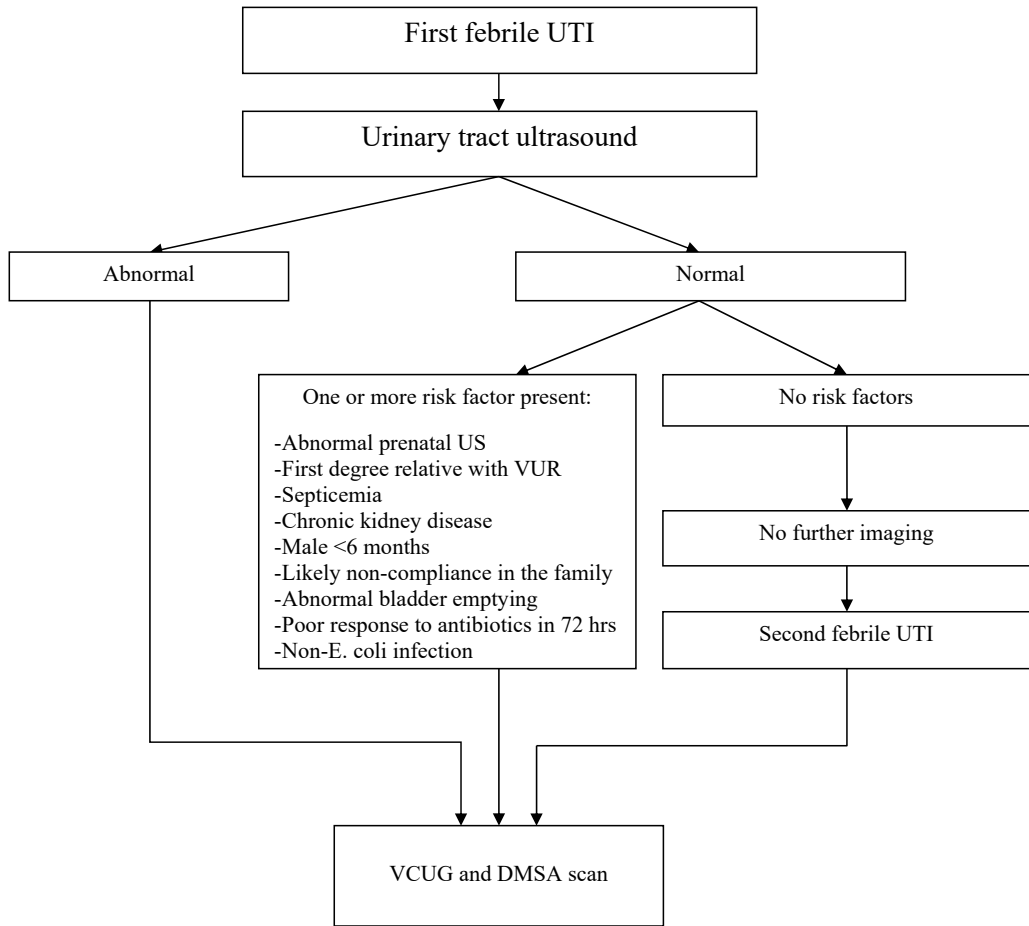 First febrile UTI
Urinary tract ultrasound
Abnormal
Normal
One or more risk factor present:
-Abnormal prenatal US
-First degree relative with VUR
-Septicemia
-Chronic kidney disease
-Male <6 months
-Likely non-compliance in the family
-Abnormal bladder emptying
-Poor response to antibiotics in 72 hrs
-Non-E. coli infection
No risk factors
No further imaging
Second febrile UTI
VCUG and DMSA scan